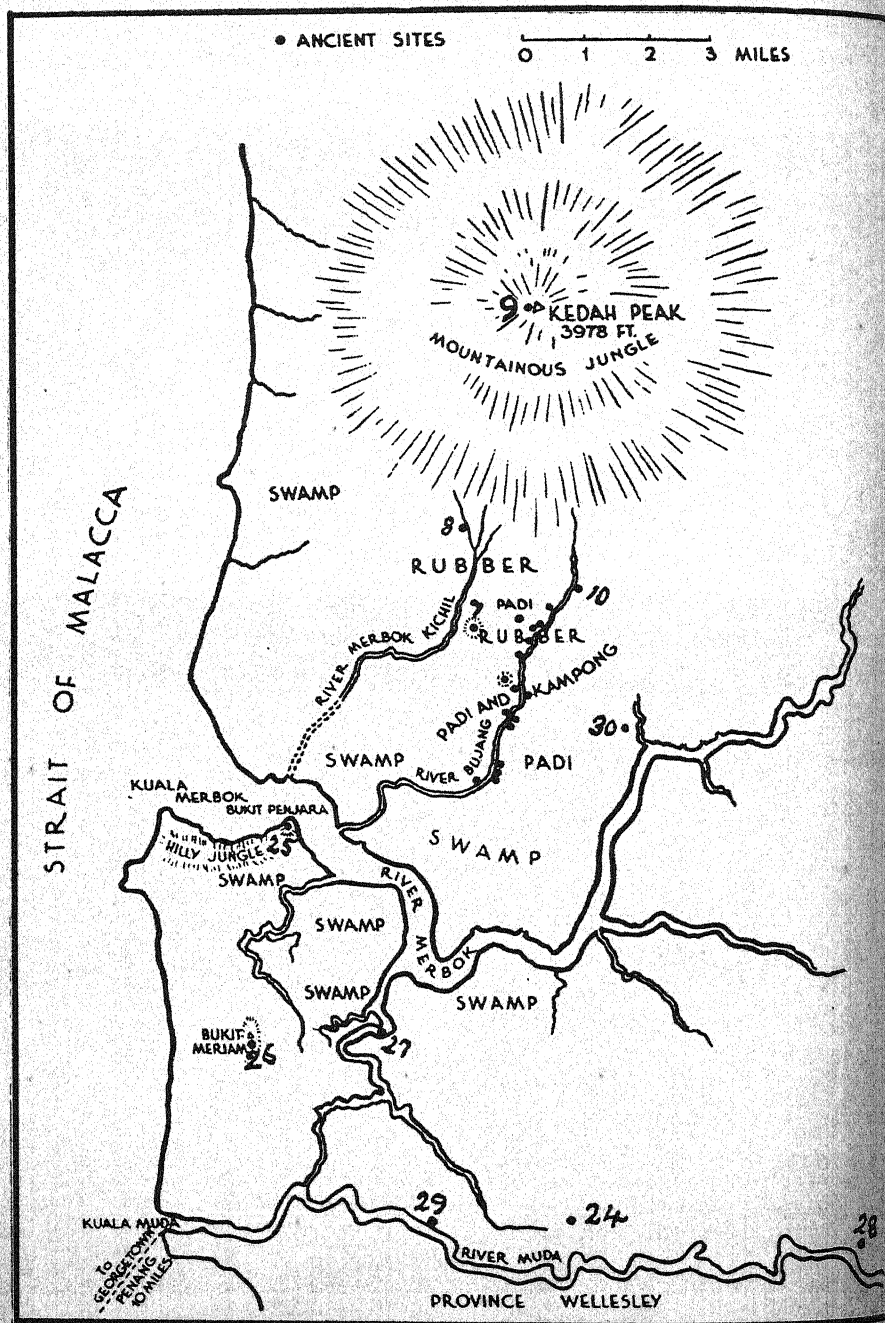 • ANCIENT SITES
0 1 2 3 MILES
9
KEDAH PEAK
3978 FT.
MOUNTAINOUS JUNGLE
STRAIT OF MALACCA
SWAMP
8
RUBBER
10
7
PADI
RUBBER
RIVER MERBOK KICHIL
PADI AND KAMPONG
30
SWAMP
RIVER BUJANG
PADI
KUALA
MERBOK
BUKIT PENJARA
HILLY JUNGLE
25
SWAMP
SWAMP
RIVER MERBOK
SWAMP
SWAMP
SWAMP
BUKIT
MERIAM
26
27
KUALA MUDA
29
24
28
RIVER MUDA
To
GEORGETOWN
PENANG
10 MILES
PROVINCE WELLESLEY